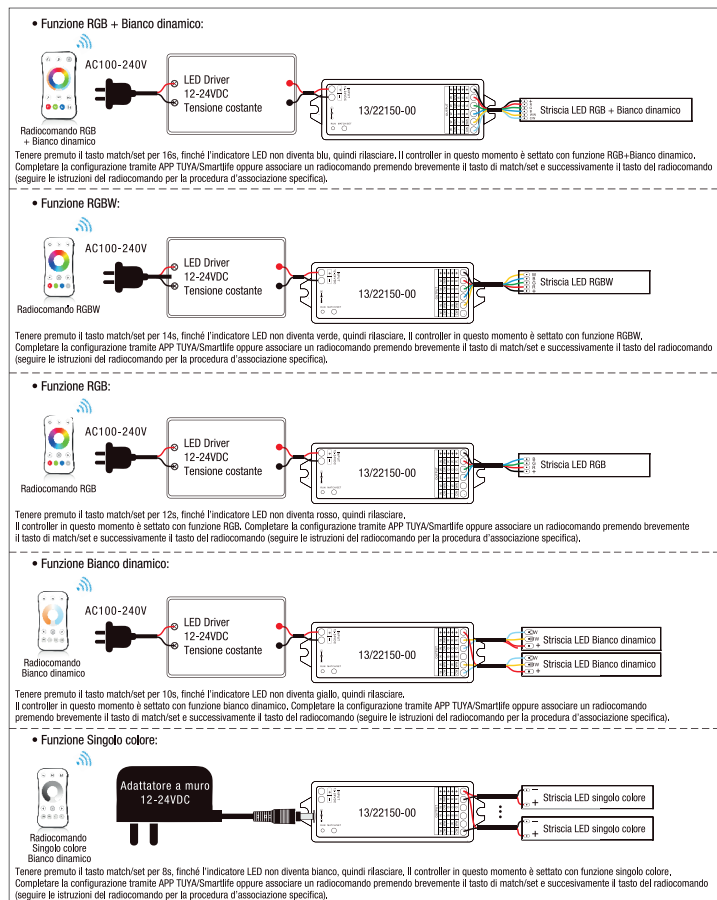 • Funzione RGB + Bianco dinamico:
AC100-240V
LED Driver
12-24VDC
Tensione costante
13/22150-00
Striscia LED RGB + Bianco dinamico
Radiocomando RGB
+ Bianco dinamico
Tenere premuto il tasto match/set per 16s, finché l'indicatore LED non diventa blu, quindi rilasciare. Il controller in questo momento è settato con funzione RGB+Bianco dinamico.
Completare la configurazione tramite APP TUYA/Smartlife oppure associare un radiocomando premendo brevemente il tasto di match/set e successivamente il tasto del radiocomando
(seguire le istruzioni del radiocomando per la procedura d'associazione specifica).
• Funzione RGBW:
AC100-240V
LED Driver
12-24VDC
Tensione costante
13/22150-00
Striscia LED RGBW
Radiocomando RGBW
Tenere premuto il tasto match/set per 14s, finché l'indicatore LED non diventa verde, quindi rilasciare. Il controller in questo momento è settato con funzione RGBW.
Completare la configurazione tramite APP TUYA/Smartlife oppure associare un radiocomando premendo brevemente il tasto di match/set e successivamente il tasto del radiocomando
(seguire le istruzioni del radiocomando per la procedura d'associazione specifica).
• Funzione RGB:
AC100-240V
LED Driver
12-24VDC
Tensione costante
13/22150-00
Striscia LED RGB
Radiocomando RGB
Tenere premuto il tasto match/set per 12s, finché l'indicatore LED non diventa rosso, quindi rilasciare.
Il controller in questo momento è settato con funzione RGB. Completare la configurazione tramite APP TUYA/Smartlife oppure associare un radiocomando premendo brevemente
il tasto di match/set e successivamente il tasto del radiocomando (seguire le istruzioni del radiocomando per la procedura d'associazione specifica).
• Funzione Bianco dinamico:
AC100-240V
LED Driver
12-24VDC
Tensione costante
13/22150-00
Striscia LED Bianco dinamico
Striscia LED Bianco dinamico
Radiocomando
Bianco dinamico
Tenere premuto il tasto match/set per 10s, finché l'indicatore LED non diventa giallo, quindi rilasciare.
Il controller in questo momento è settato con funzione bianco dinamico. Completare la configurazione tramite APP TUYA/Smartlife oppure associare un radiocomando
premendo brevemente il tasto di match/set e successivamente il tasto del radiocomando (seguire le istruzioni del radiocomando per la procedura d'associazione specifica).
• Funzione Singolo colore:
Adattatore a muro
12-24VDC
13/22150-00
Striscia LED singolo colore
Striscia LED singolo colore
Radiocomando
Singolo colore
Bianco dinamico
Tenere premuto il tasto match/set per 8s, finché l'indicatore LED non diventa bianco, quindi rilasciare. Il controller in questo momento è settato con funzione singolo colore.
Completare la configurazione tramite APP TUYA/Smartlife oppure associare un radiocomando premendo brevemente il tasto di match/set e succesivamente il tasto del radiocomando
(seguire le istruzioni del radiocomando per la procedura d'associazione specifica).